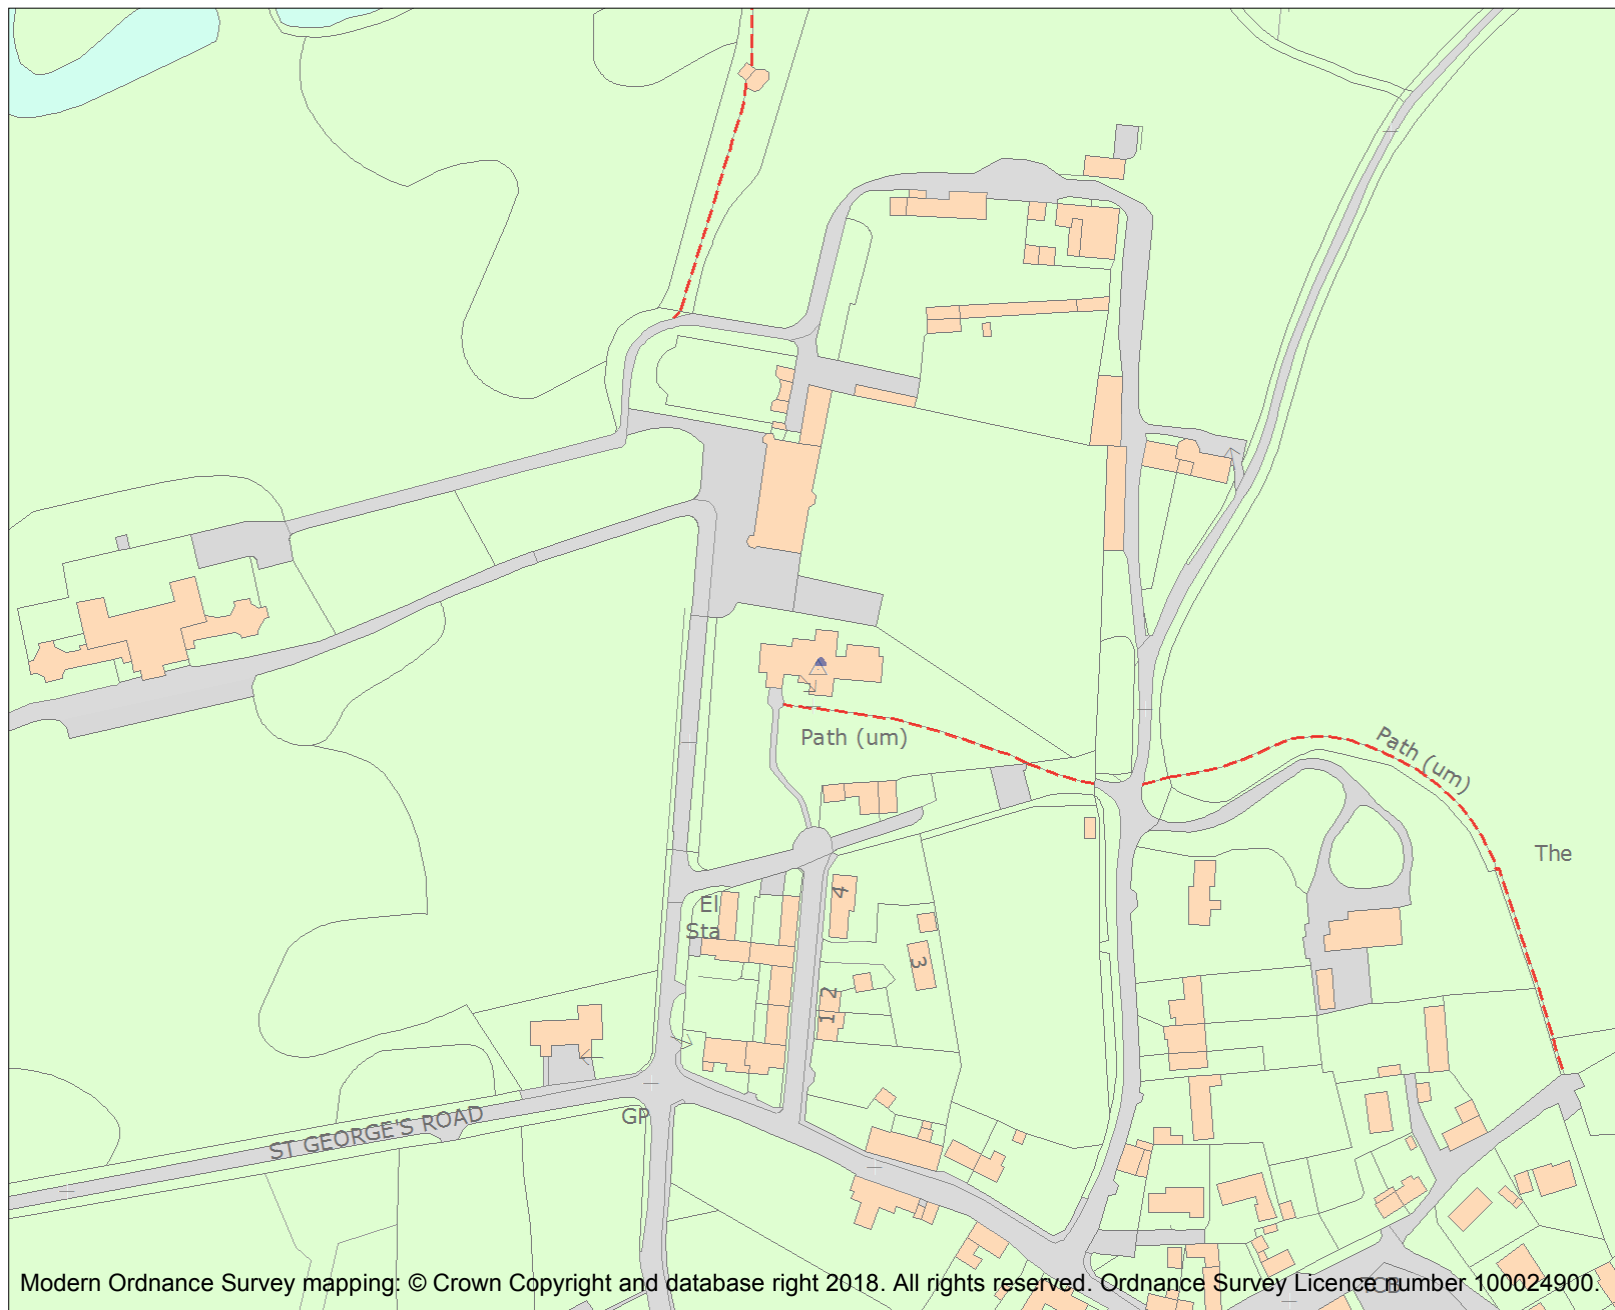 Path (um)
Path (um)
The
4
El
Sta
3
2
1
GP
ST GEORGE'S ROAD
TCB
Modern Ordnance Survey mapping: © Crown Copyright and database right 2018. All rights reserved. Ordnance Survey Licence number 100024900.